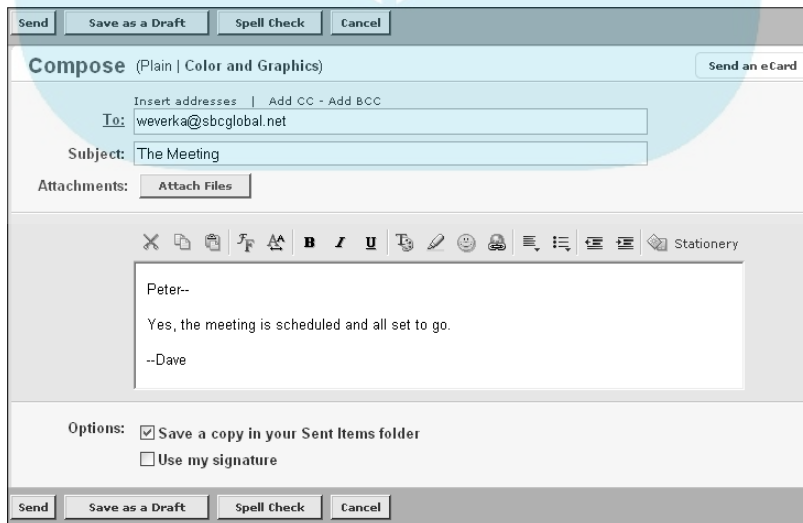 Send Save as a Draft Spell Check Cancel
Compose (Plain | Color and Graphics) Send an eCard
Insert addresses | Add CC - Add BCC
To: weverka@sbcglobal.net
Subject: The Meeting
Attachments: Attach Files
B I U Stationery
Peter--
Yes, the meeting is scheduled and all set to go.
--Dave
Options: Save a copy in your Sent Items folder
Use my signature
Send Save as a Draft Spell Check Cancel